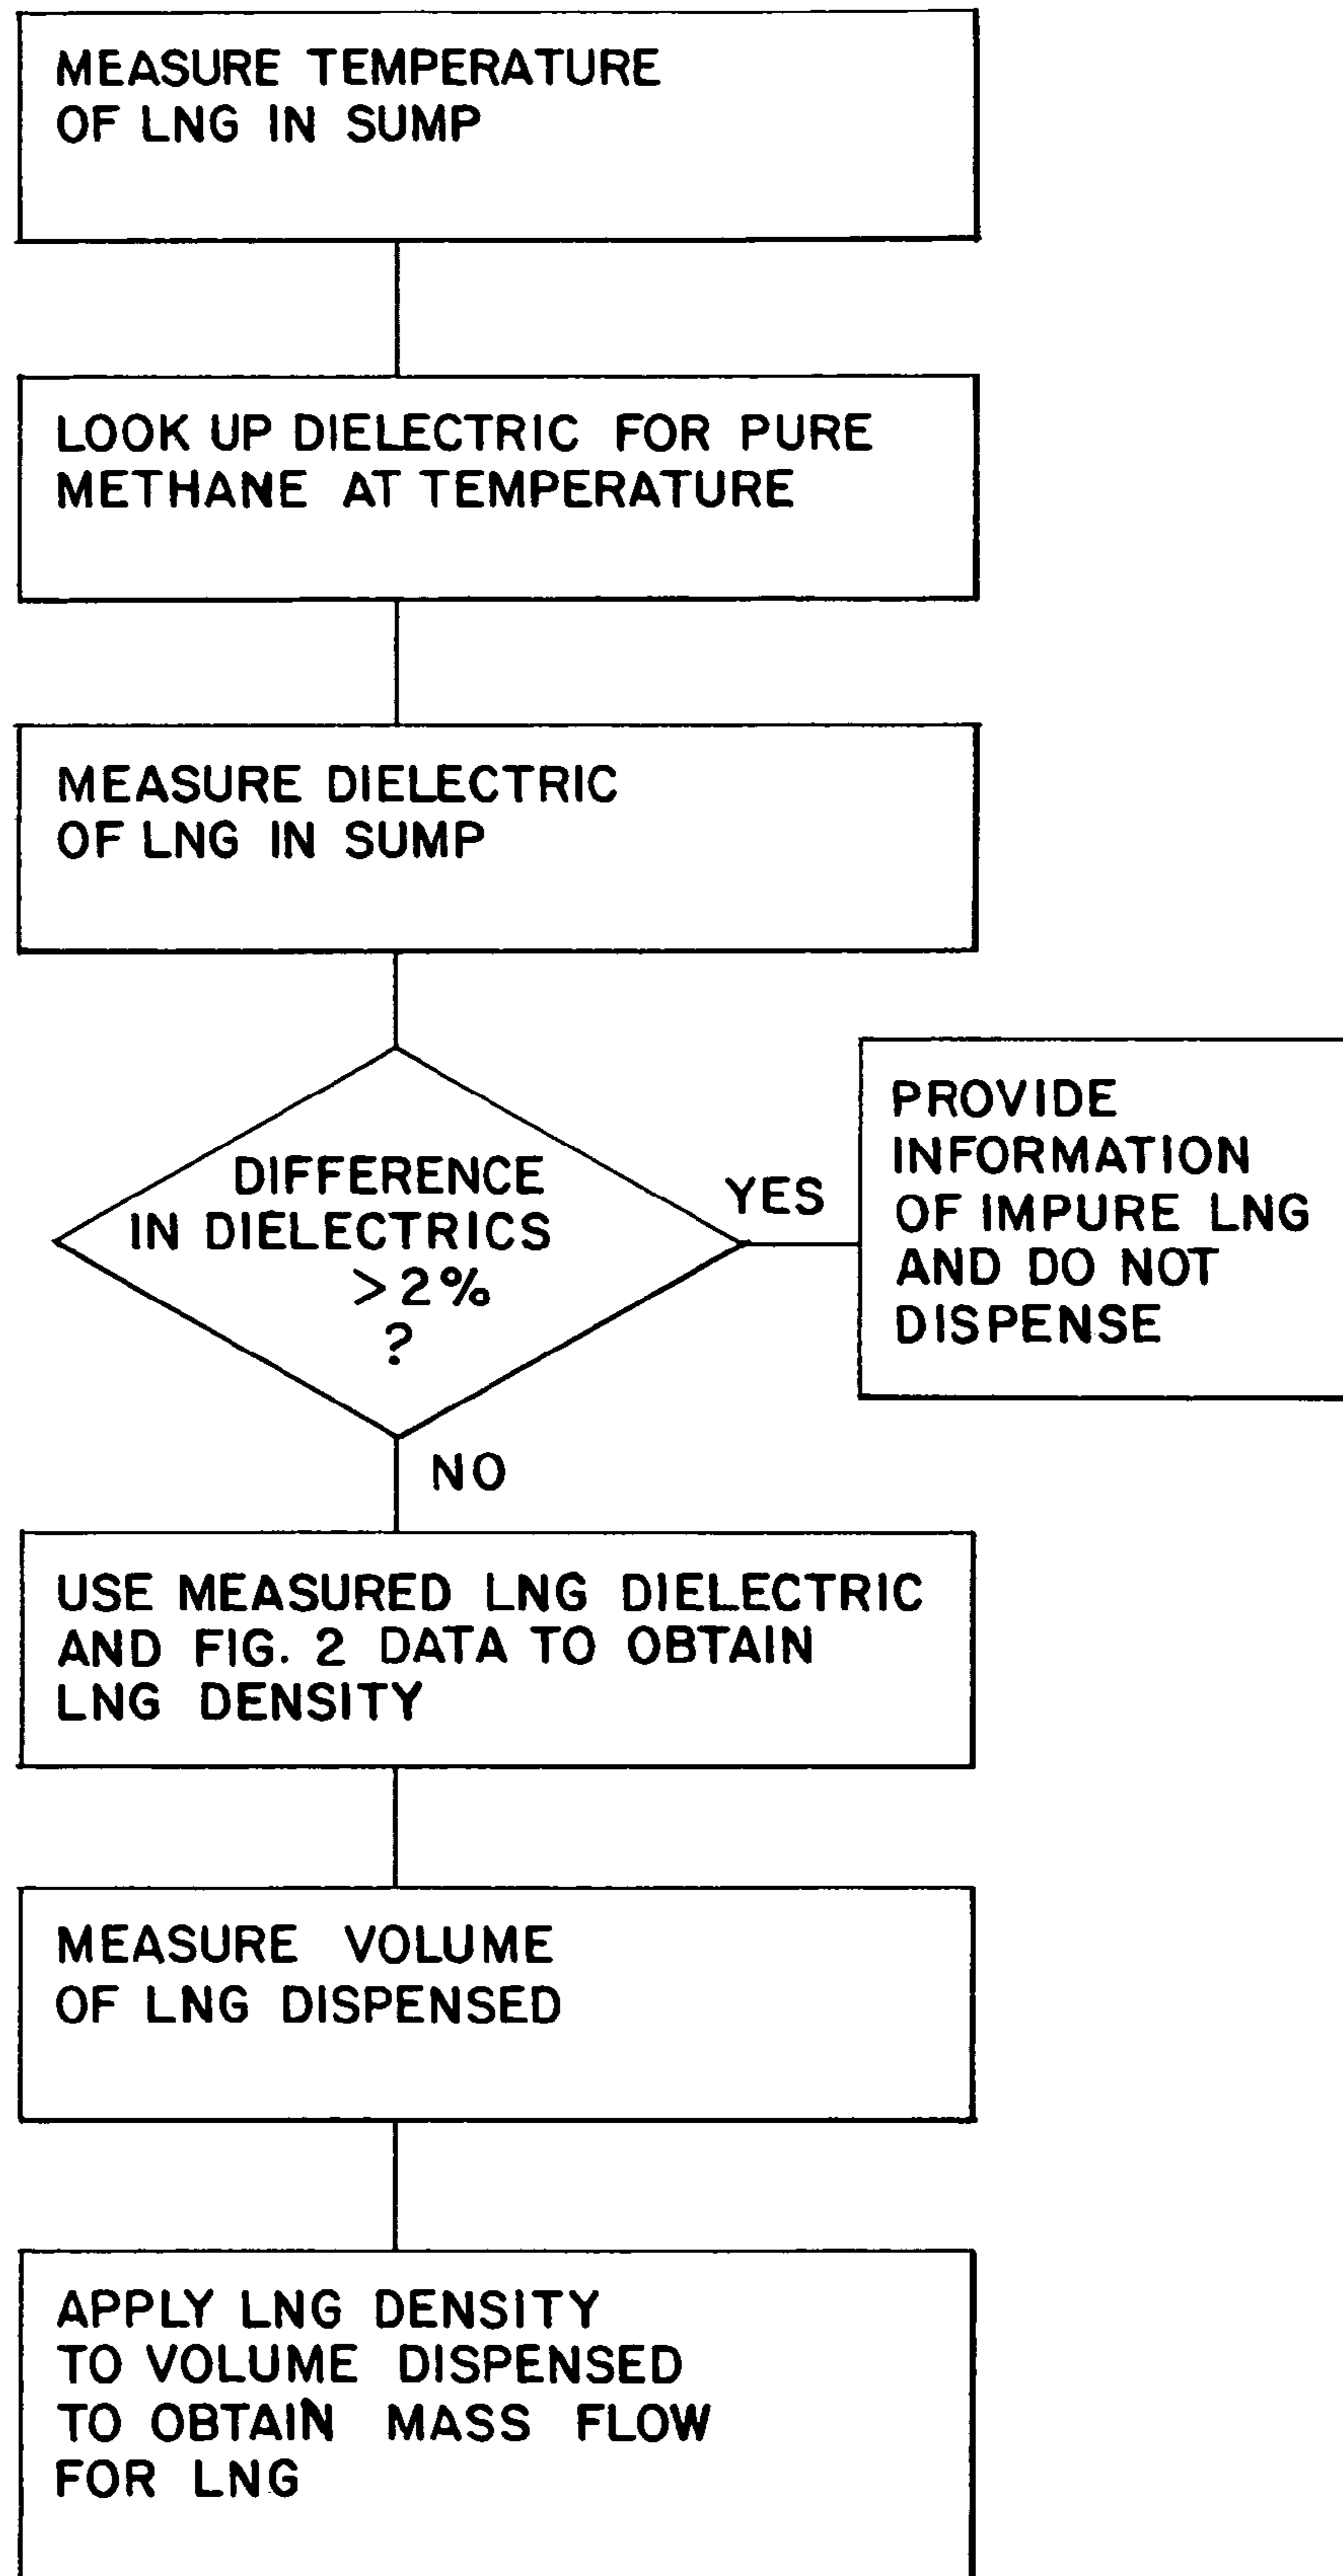 MEASURE TEMPERATURE
OF LNG IN SUMP
LOOK UP DIELECTRIC FOR PURE
METHANE AT TEMPERATURE
MEASURE DIELECTRIC
OF LNG IN SUMP
DIFFERENCE
IN DIELECTRICS
>2%
?
YES
PROVIDE
INFORMATION
OF IMPURE LNG
AND DO NOT
DISPENSE
NO
USE MEASURED LNG DIELECTRIC
AND FIG. 2 DATA TO OBTAIN
LNG DENSITY
MEASURE VOLUME
OF LNG DISPENSED
APPLY LNG DENSITY
TO VOLUME DISPENSED
TO OBTAIN MASS FLOW
FOR LNG